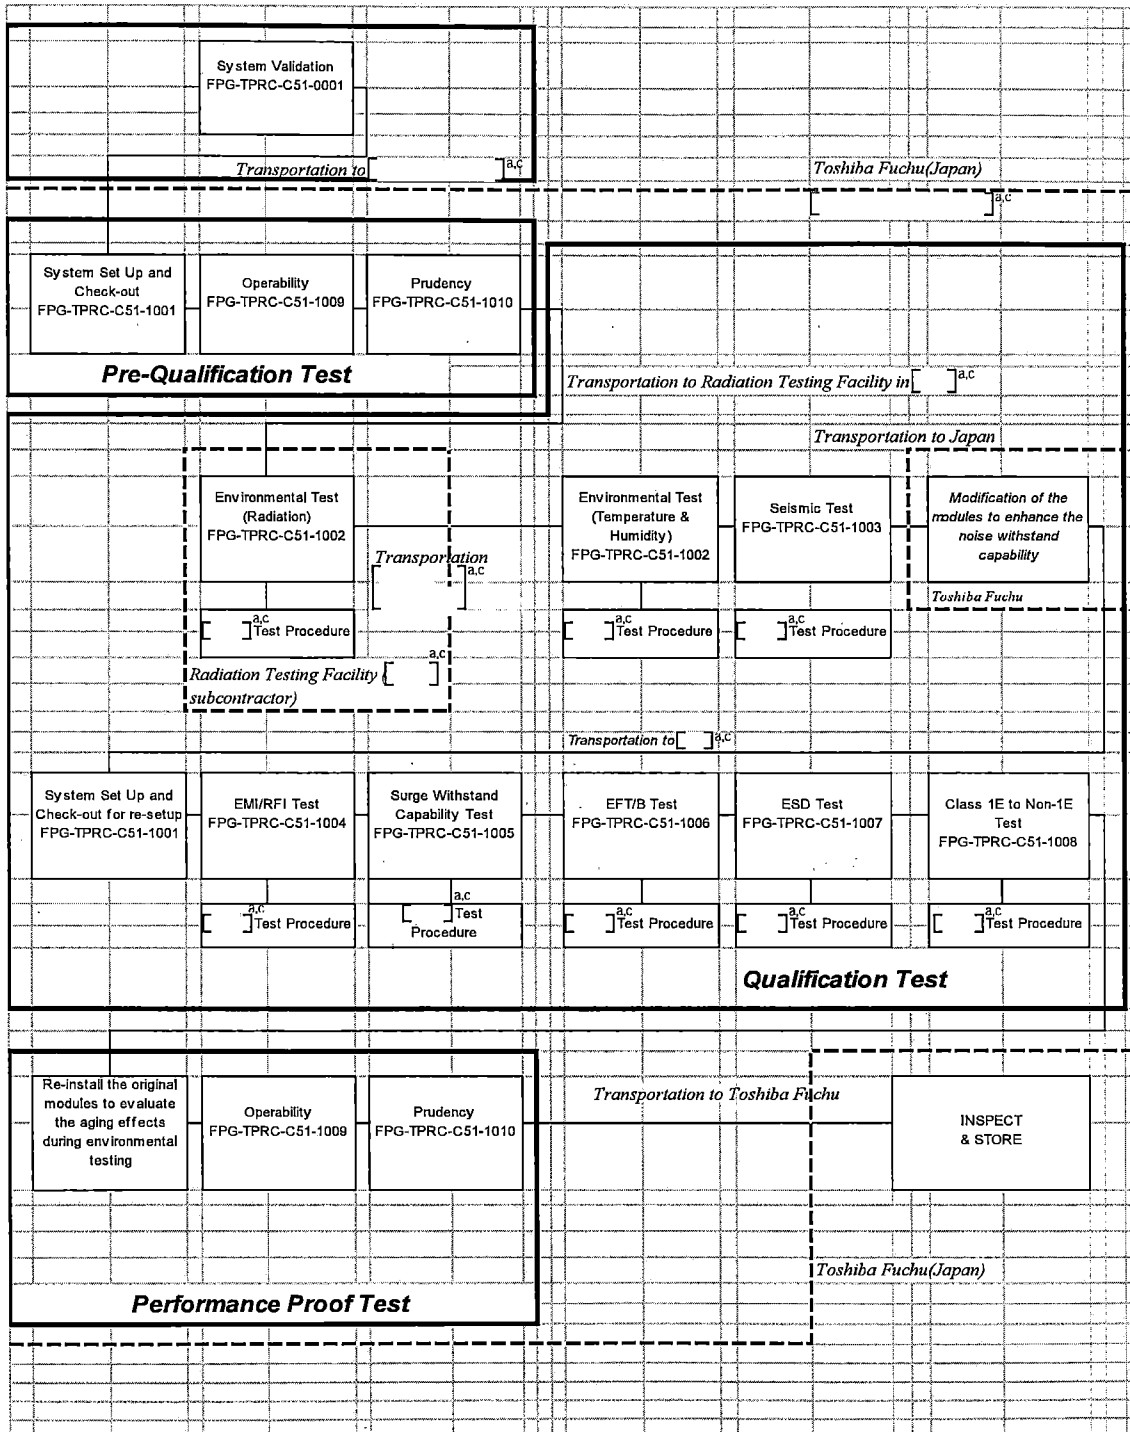 System Validation
FPG-TPRC-C51-0001
Transportation to [ ] a,c
Toshiba Fuchu(Japan)
[ ] a,c
System Set Up and
Check-out
FPG-TPRC-C51-1001
Operability
FPG-TPRC-C51-1009
Prudency
FPG-TPRC-C51-1010
Pre-Qualification Test
Transportation to Radiation Testing Facility in [ ] a,c
Transportation to Japan
Environmental Test
(Radiation)
FPG-TPRC-C51-1002
Transportation
[ ] a,c
Environmental Test
(Temperature &
Humidity)
FPG-TPRC-C51-1002
Seismic Test
FPG-TPRC-C51-1003
Modification of the
modules to enhance the
noise withstand
capability
Toshiba Fuchu
[ ] a,c Test Procedure
[ ] a,c Test Procedure
[ ] a,c Test Procedure
Radiation Testing Facility ( [ ] a,c
subcontractor)
Transportation to [ ] a,c
System Set Up and
Check-out for re-setup
FPG-TPRC-C51-1001
EMI/RFI Test
FPG-TPRC-C51-1004
Surge Withstand
Capability Test
FPG-TPRC-C51-1005
EFT/B Test
FPG-TPRC-C51-1006
ESD Test
FPG-TPRC-C51-1007
Class 1E to Non-1E
Test
FPG-TPRC-C51-1008
[ ] a,c Test Procedure
[ ] a,c Test
Procedure
[ ] a,c Test Procedure
[ ] a,c Test Procedure
[ ] a,c Test Procedure
Qualification Test
Re-install the original
modules to evaluate
the aging effects
during environmental
testing
Operability
FPG-TPRC-C51-1009
Prudency
FPG-TPRC-C51-1010
Transportation to Toshiba Fuchu
INSPECT
& STORE
Toshiba Fuchu(Japan)
Performance Proof Test